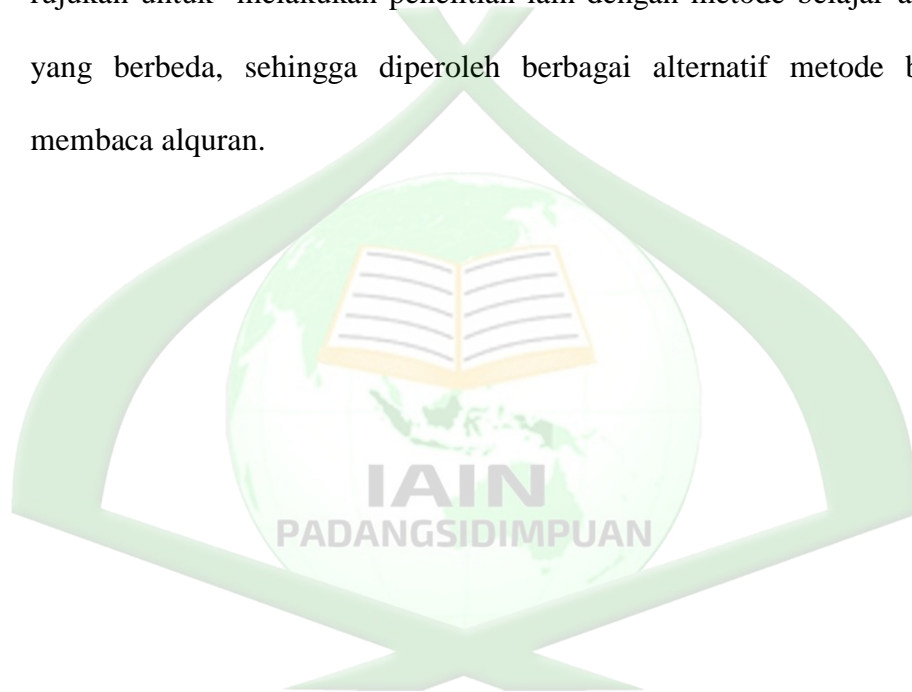 rujukan untuk melakukan penelitian lain dengan metode belajar
yang berbeda, sehingga diperoleh berbagai alternatif metode
membaca alquran.
IAIN
PADANGSIDIMPUAN